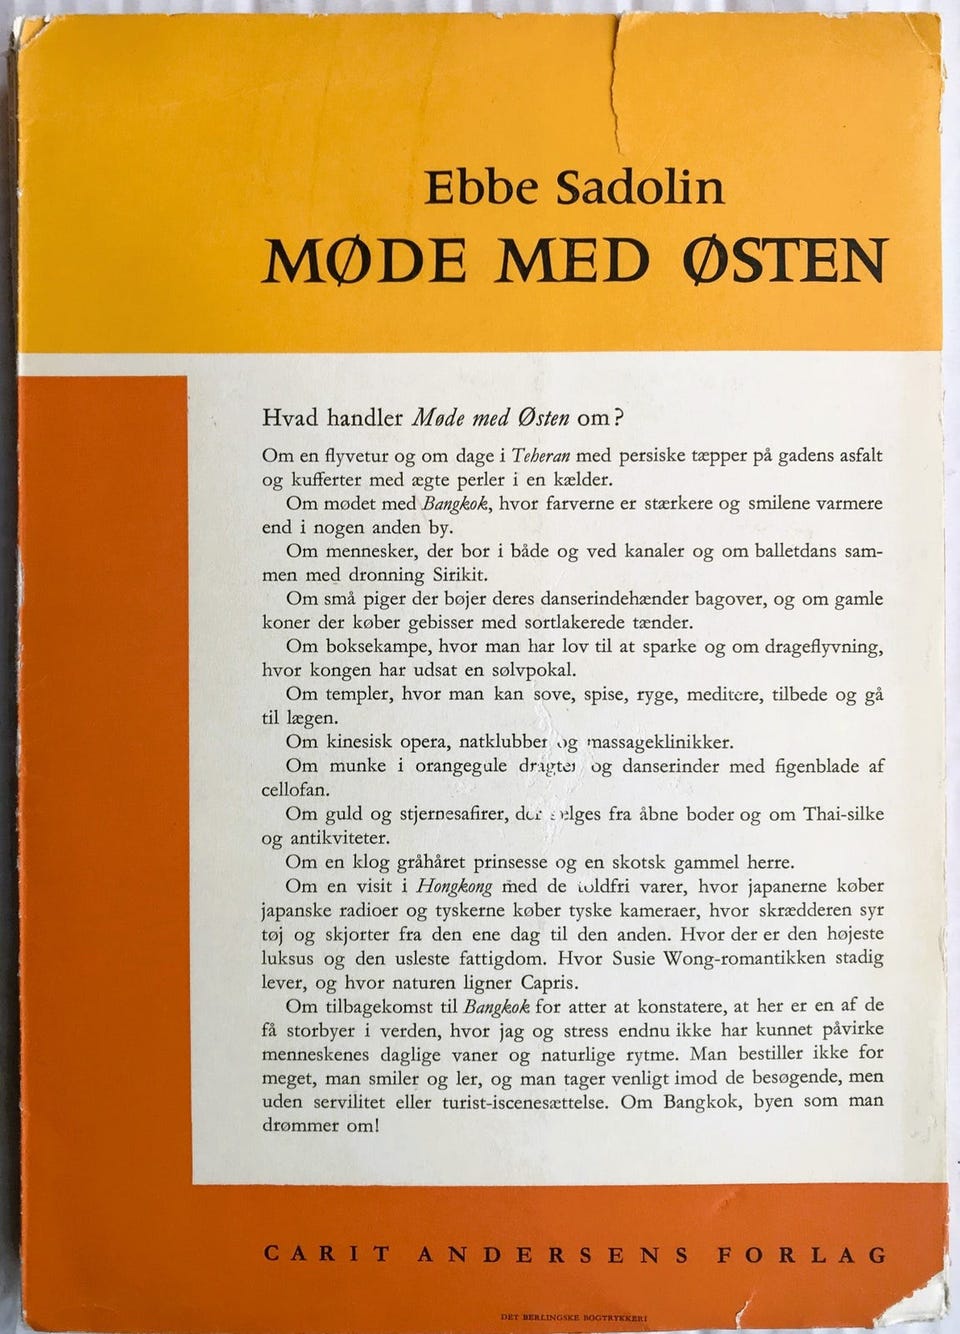 Ebbe Sadolin
MØDE MED ØSTEN
Hvad handler Møde med Østen om?
Om en flyvetur og om dage i Teheran med persiske tæpper på gadens asfalt
og kufferter med ægte perler i en kælder.
Om mødet med Bangkok, hvor farverne er stærkere og smilene varmere
end i nogen anden by.
Om mennesker, der bor i både og ved kanaler og om balletdans sam-
men med dronning Sirikit.
Om små piger der bøjer deres danserindehænder bagover, og om gamle
koner der køber gebisser med sortlakerede tænder.
Om boksekampe, hvor man har lov til at sparke og om drageflyvning,
hvor kongen har udsat en sølvpokal.
Om templer, hvor man kan sove, spise, ryge, meditere, tilbede og gå
til lægen.
Om kinesisk opera, natklubber og massageklinikker.
Om munke i orangegule dragter og danserinder med figenblade af
cellofan.
Om guld og stjernesafirer, der sælges fra åbne boder og om Thai-silke
og antikviteter.
Om en klog gråhåret prinsesse og en skotsk gammel herre.
Om en visit i Hongkong med de toldfri varer, hvor japanerne køber
japanske radioer og tyskerne køber tyske kameraer, hvor skrædderen syr
tøj og skjorter fra den ene dag til den anden. Hvor der er den højeste
luksus og den usleste fattigdom. Hvor Susie Wong-romantikken stadig
lever, og hvor naturen ligner Capris.
Om tilbagekomst til Bangkok for atter at konstatere, at her er en af de
få storbyer i verden, hvor jag og stress endnu ikke har kunnet påvirke
menneskenes daglige vaner og naturlige rytme. Man bestiller ikke for
meget, man smiler og ler, og man tager venligt imod de besøgende, men
uden servilitet eller turist-iscenesættelse. Om Bangkok, byen som man
drømmer om!
CARIT ANDERSENS FORLAG
DET BERLINGSKE BOGTRYKKERI